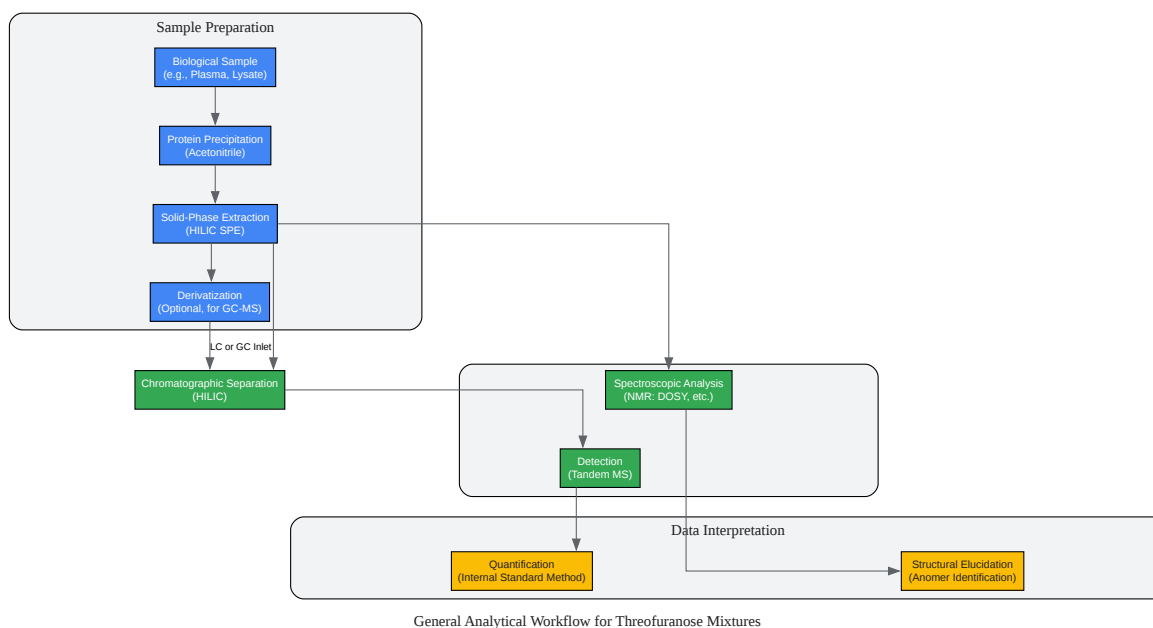 Sample Preparation
Biological Sample
(e.g., Plasma, Lysate)
Protein Precipitation
(Acetonitrile)
Solid-Phase Extraction
(HILIC SPE)
Derivatization
(Optional, for GC-MS)
LC or GC Inlet
Chromatographic Separation
(HILIC)
Spectroscopic Analysis
(NMR: DOSY, etc.)
Detection
(Tandem MS)
Data Interpretation
Quantification
(Internal Standard Method)
Structural Elucidation
(Anomer Identification)
General Analytical Workflow for Threofuranose Mixtures